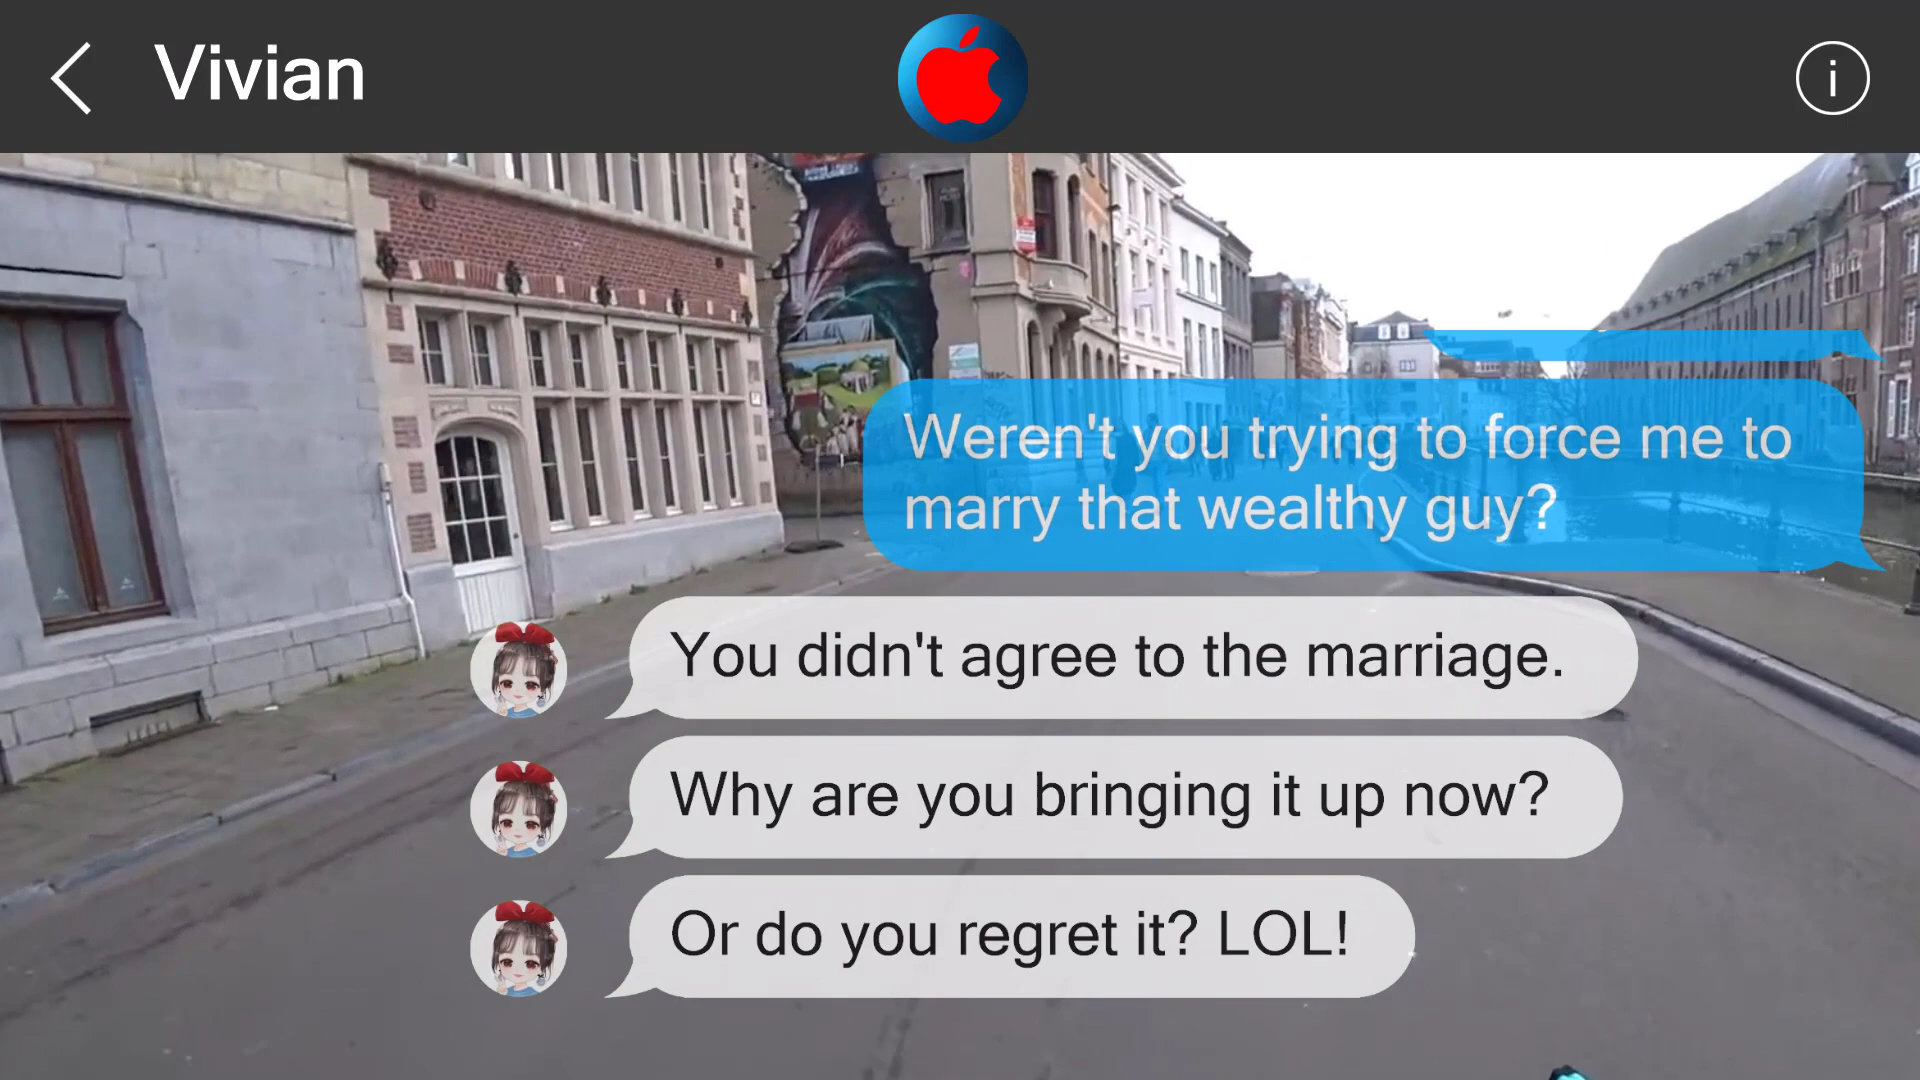 Vivian
i
Weren't you trying to force me to
marry that wealthy guy?
You didn't agree to the marriage.
Why are you bringing it up now?
Or do you regret it? LOL!